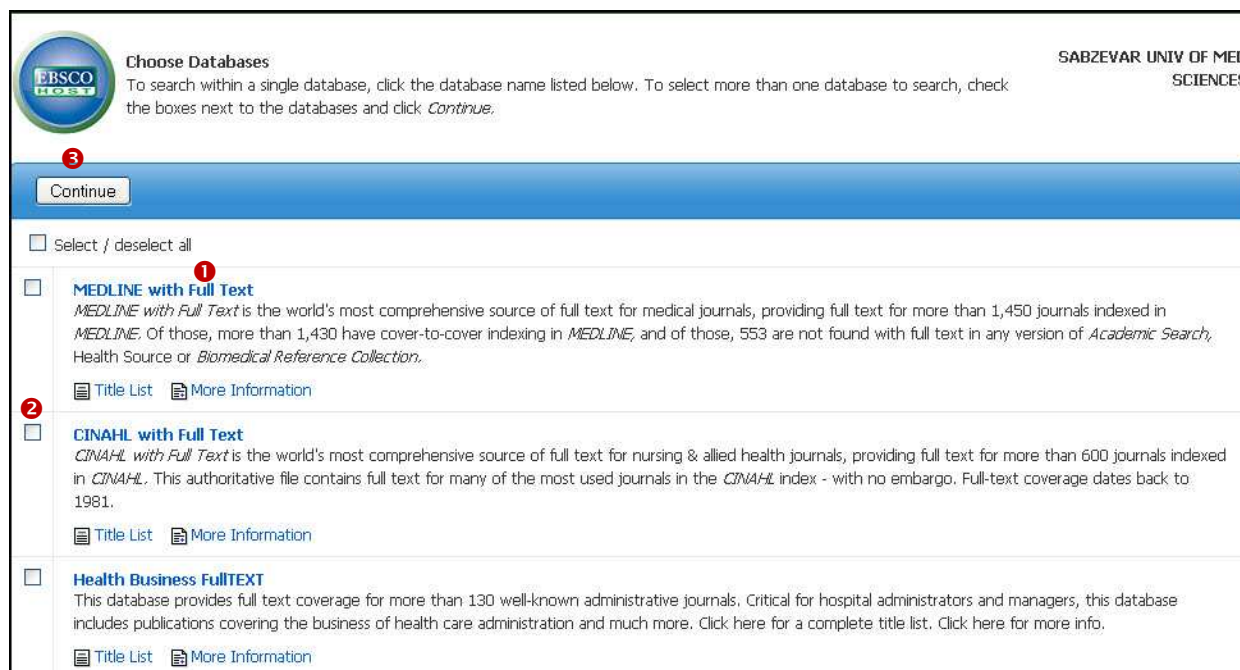 EBSCO
HOST
Choose Databases
To search within a single database, click the database name listed below. To select more than one database to search, check
the boxes next to the databases and click Continue.
SABZEVAR UNIV OF MED
SCIENCES
3
Continue
Select / deselect all
1
MEDLINE with Full Text
MEDLINE with Full Text is the world's most comprehensive source of full text for medical journals, providing full text for more than 1,450 journals indexed in
MEDLINE. Of those, more than 1,430 have cover-to-cover indexing in MEDLINE, and of those, 553 are not found with full text in any version of Academic Search,
Health Source or Biomedical Reference Collection.
Title List More Information
2
CINAHL with Full Text
CINAHL with Full Text is the world's most comprehensive source of full text for nursing & allied health journals, providing full text for more than 600 journals indexed
in CINAHL. This authoritative file contains full text for many of the most used journals in the CINAHL index - with no embargo. Full-text coverage dates back to
1981.
Title List More Information
Health Business FullTEXT
This database provides full text coverage for more than 130 well-known administrative journals. Critical for hospital administrators and managers, this database
includes publications covering the business of health care administration and much more. Click here for a complete title list. Click here for more info.
Title List More Information